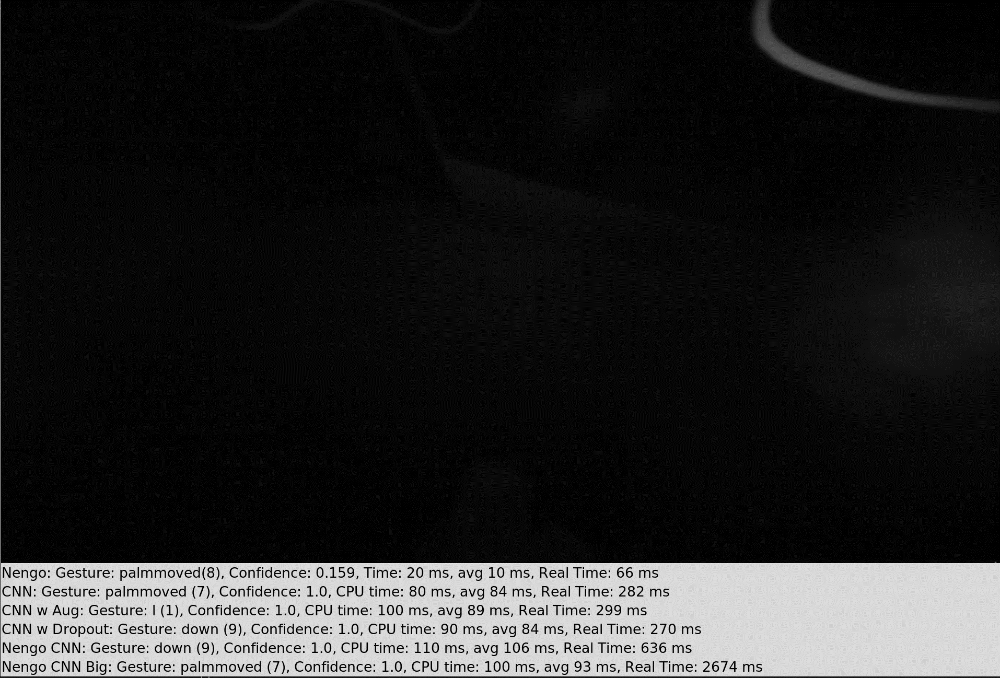 Nengo: Gesture: palmmoved(8), Confidence: 0.159, Time: 20 ms, avg 10 ms, Real Time: 66 ms
CNN: Gesture: palmmoved (7), Confidence: 1.0, CPU time: 80 ms, avg 84 ms, Real Time: 282 ms
CNN w Aug: Gesture: l (1), Confidence: 1.0, CPU time: 100 ms, avg 89 ms, Real Time: 299 ms
CNN w Dropout: Gesture: down (9), Confidence: 1.0, CPU time: 90 ms, avg 84 ms, Real Time: 270 ms
Nengo CNN: Gesture: down (9), Confidence: 1.0, CPU time: 110 ms, avg 106 ms, Real Time: 636 ms
Nengo CNN Big: Gesture: palmmoved (7), Confidence: 1.0, CPU time: 100 ms, avg 93 ms, Real Time: 2674 ms